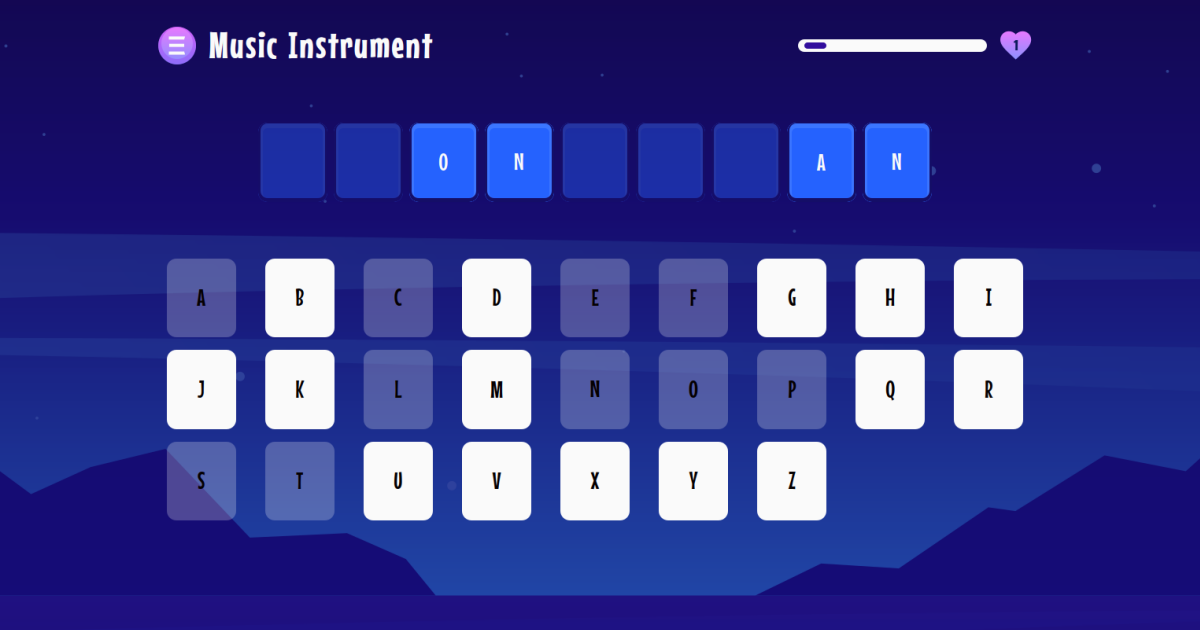 Music Instrument
1
O N A N
A B C D E F G H I
J K L M N O P Q R
S T U V X Y Z